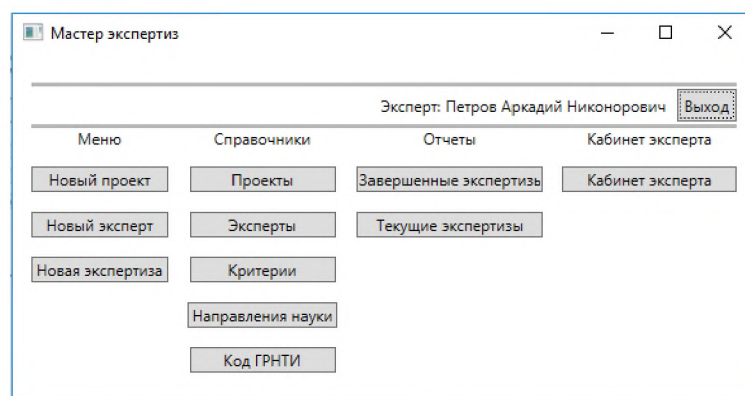 Мастер экспертиз
Эксперт: Петров Аркадий Никонорович Выход
Меню Справочники Отчеты Кабинет эксперта
Новый проект Проекты Завершенные экспертизь Кабинет эксперта
Новый эксперт Эксперты Текущие экспертизы
Новая экспертиза Критерии
Направления науки
Код ГРНТИ